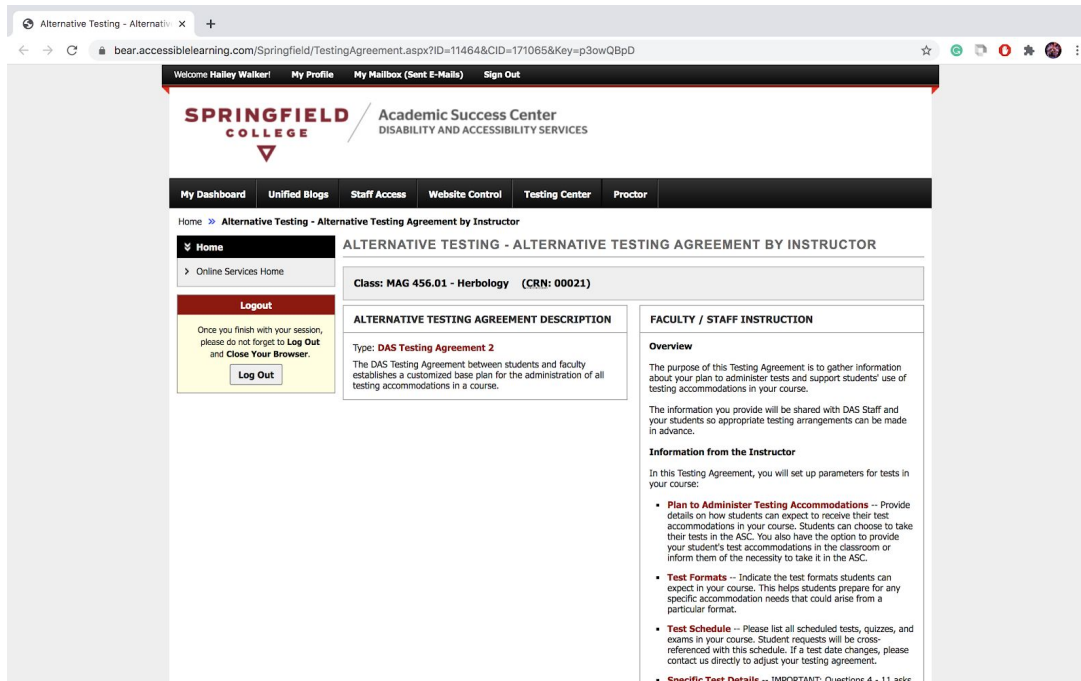 Alternative Testing - Alternativ
bear.accessiblelearning.com/Springfield/TestingAgreement.aspx?ID=11464&CID=171065&Key=p3owQBpD
Welcome Hailey Walker! My Profile My Mailbox (Sent E-Mails) Sign Out
SPRINGFIELD
COLLEGE
Academic Success Center
DISABILITY AND ACCESSIBILITY SERVICES
My Dashboard Unified Blogs Staff Access Website Control Testing Center Proctor
Home » Alternative Testing - Alternative Testing Agreement by Instructor
Home
Online Services Home
Logout
Once you finish with your session,
please do not forget to Log Out
and Close Your Browser.
Log Out
ALTERNATIVE TESTING - ALTERNATIVE TESTING AGREEMENT BY INSTRUCTOR
Class: MAG 456.01 - Herbology (CRN: 00021)
ALTERNATIVE TESTING AGREEMENT DESCRIPTION
Type: DAS Testing Agreement 2
The DAS Testing Agreement between students and faculty
establishes a customized base plan for the administration of all
testing accommodations in a course.
FACULTY / STAFF INSTRUCTION
Overview
The purpose of this Testing Agreement is to gather information
about your plan to administer tests and support students' use of
testing accommodations in your course.
The information you provide will be shared with DAS Staff and
your students so appropriate testing arrangements can be made
in advance.
Information from the Instructor
In this Testing Agreement, you will set up parameters for tests in
your course:
▪ Plan to Administer Testing Accommodations -- Provide
details on how students can expect to receive their test
accommodations in your course. Students can choose to take
their tests in the ASC. You also have the option to provide
your student's test accommodations in the classroom or
inform them of the necessity to take it in the ASC.
▪ Test Formats -- Indicate the test formats students can
expect in your course. This helps students prepare for any
specific accommodation needs that could arise from a
particular format.
▪ Test Schedule -- Please list all scheduled tests, quizzes, and
exams in your course. Student requests will be cross-
referenced with this schedule. If a test date changes, please
contact us directly to adjust your testing agreement.
▪ Specific Test Details -- IMPORTANT: Questions 4 - 11 asks